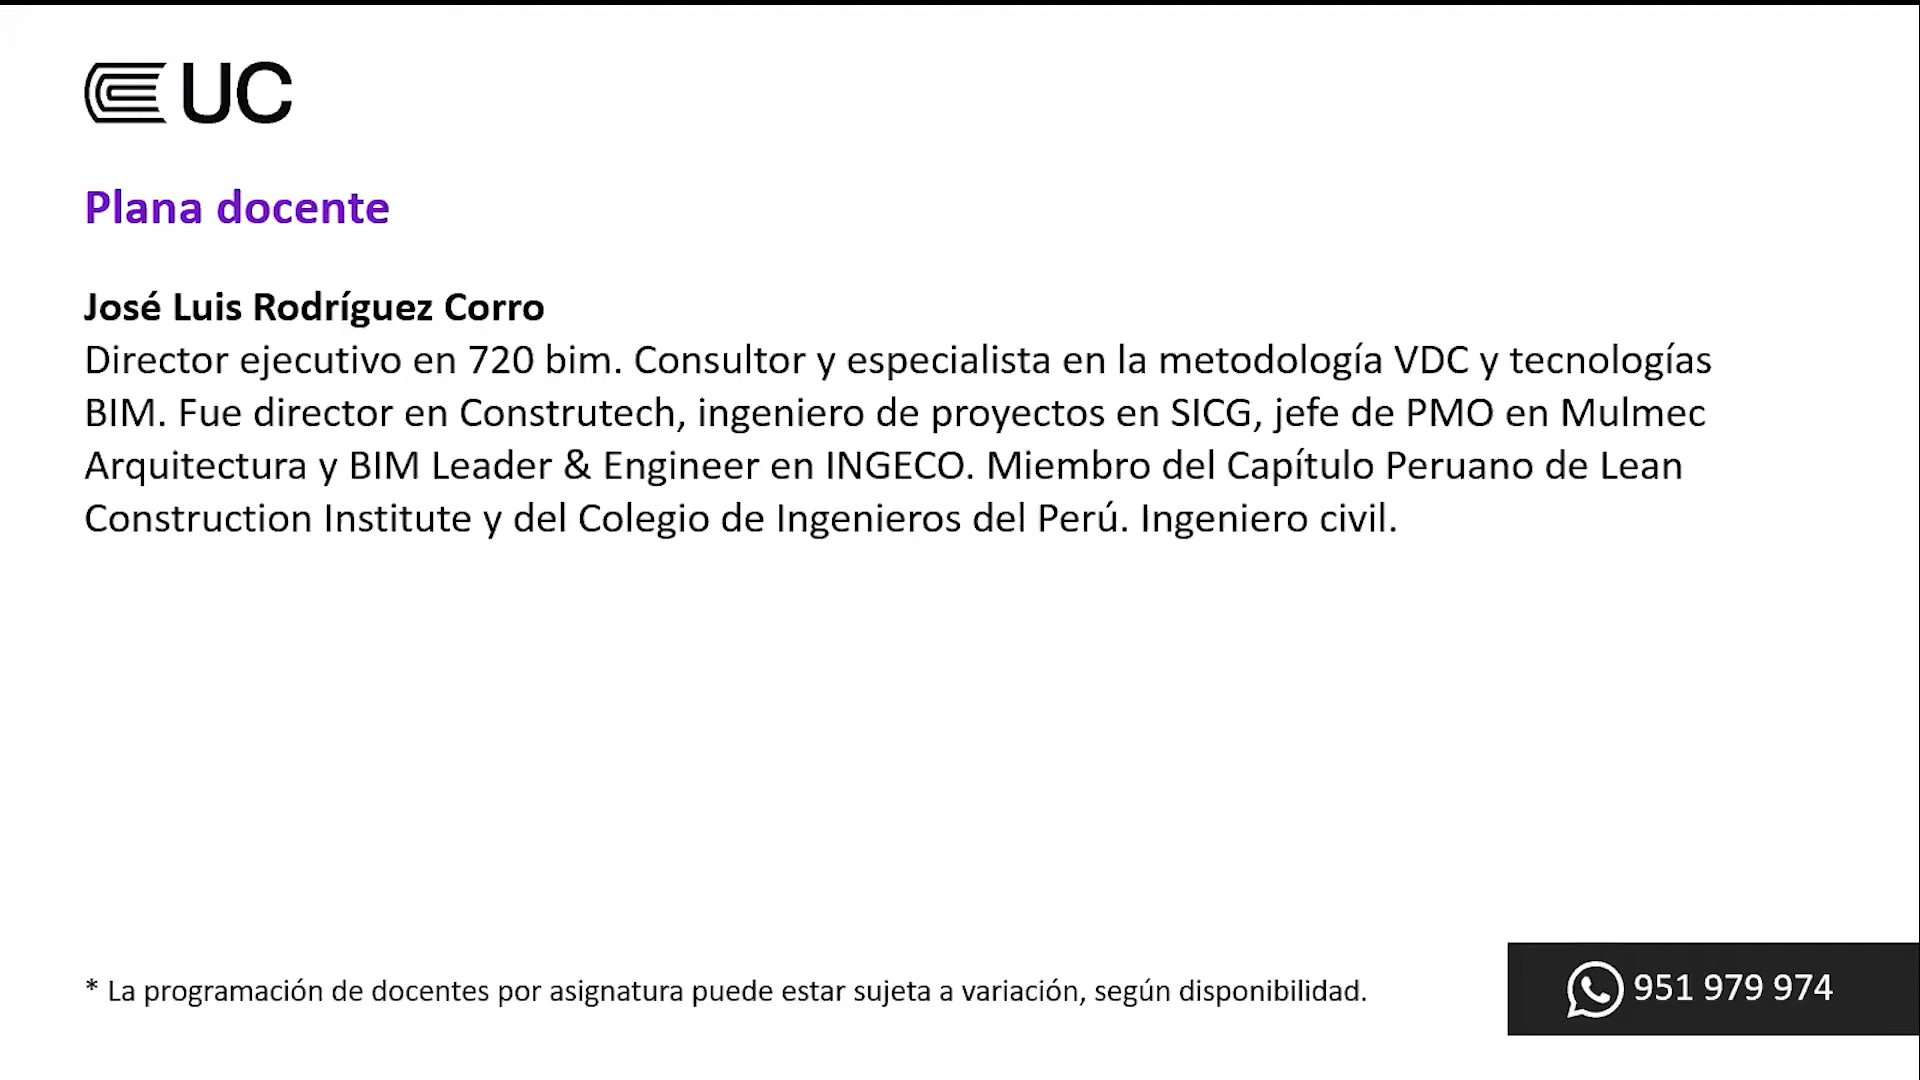 UC
Plana docente
José Luis Rodríguez Corro
Director ejecutivo en 720 bim. Consultor y especialista en la metodología VDC y tecnologías
BIM. Fue director en Construtech, ingeniero de proyectos en SICG, jefe de PMO en Mulmec
Arquitectura y BIM Leader & Engineer en INGECO. Miembro del Capítulo Peruano de Lean
Construction Institute y del Colegio de Ingenieros del Perú. Ingeniero civil.
* La programación de docentes por asignatura puede estar sujeta a variación, según disponibilidad.
951 979 974